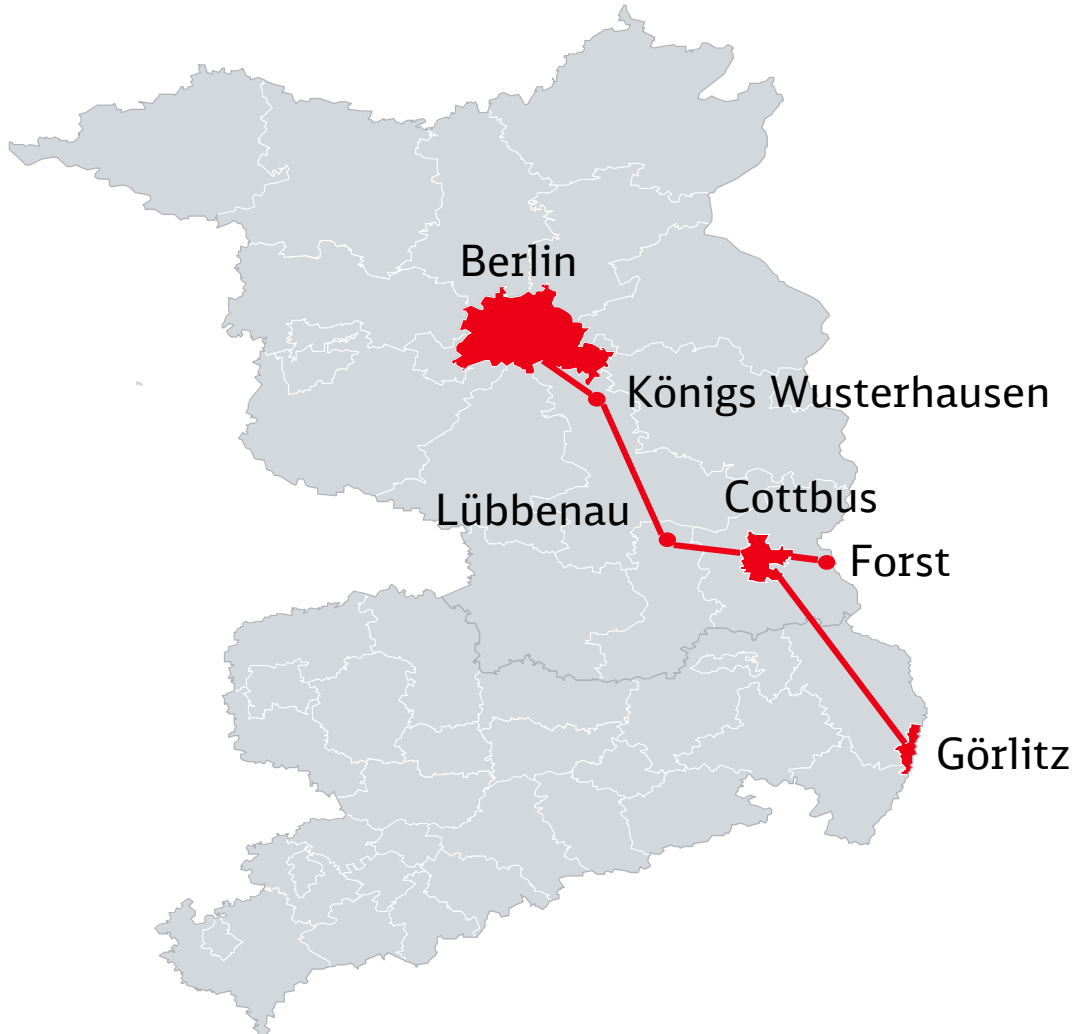 Berlin
Königs Wusterhausen
Cottbus
Lübbenau
Forst
Görlitz